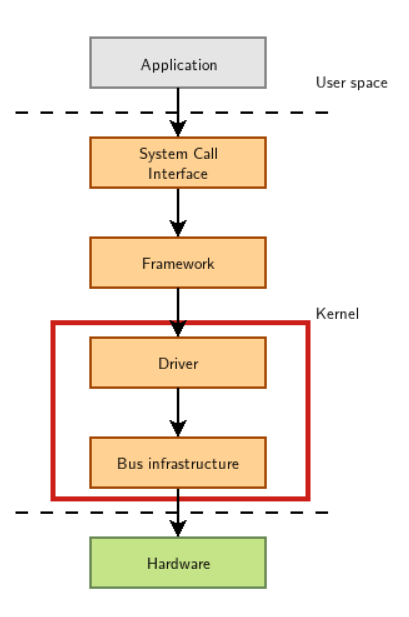 Application
User space
System Call
Interface
Framework
Kernel
Driver
Bus infrastructure
Hardware